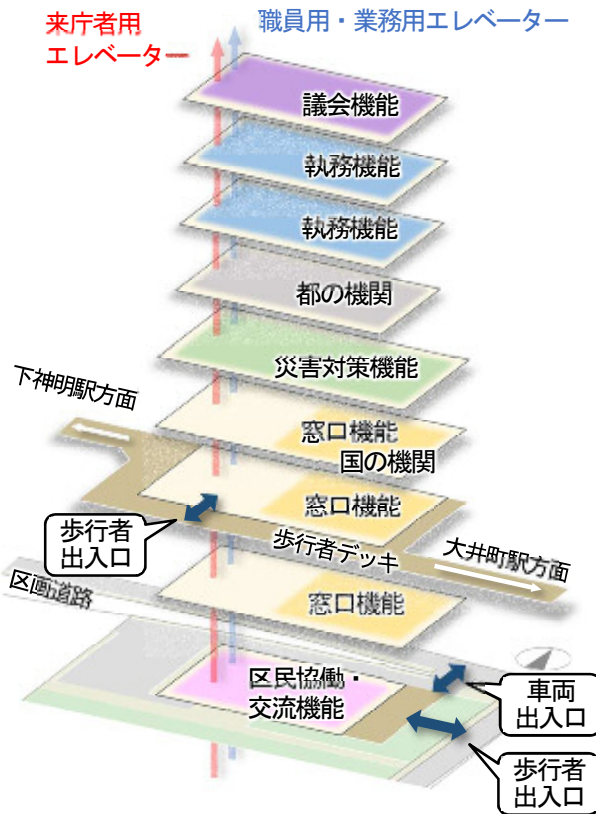 来庁者用
エレベーター
職員用・業務用エレベーター
議会機能
執務機能
執務機能
都の機関
災害対策機能
下神明駅方面
窓口機能
国の機関
窓口機能
歩行者
出入口
歩行者デッキ
大井町駅方面
区画道路
窓口機能
区民協働・
交流機能
車両
出入口
歩行者
出入口